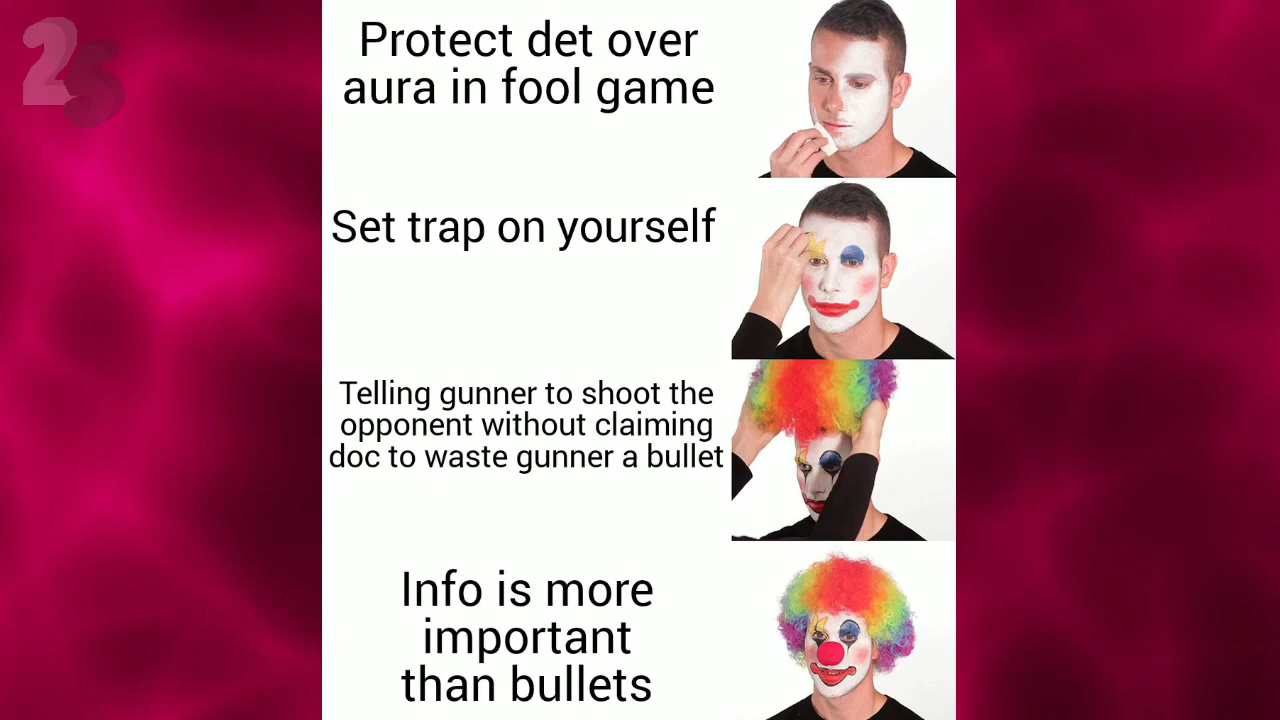 25
Protect det over
aura in fool game
Set trap on yourself
Telling gunner to shoot the
opponent without claiming
doc to waste gunner a bullet
Info is more
important
than bullets